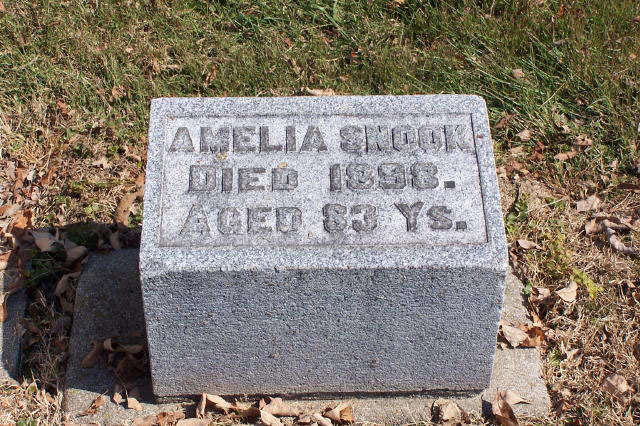 AMELIA SNOOK
DIED 1898.
AGED 83 Ys.